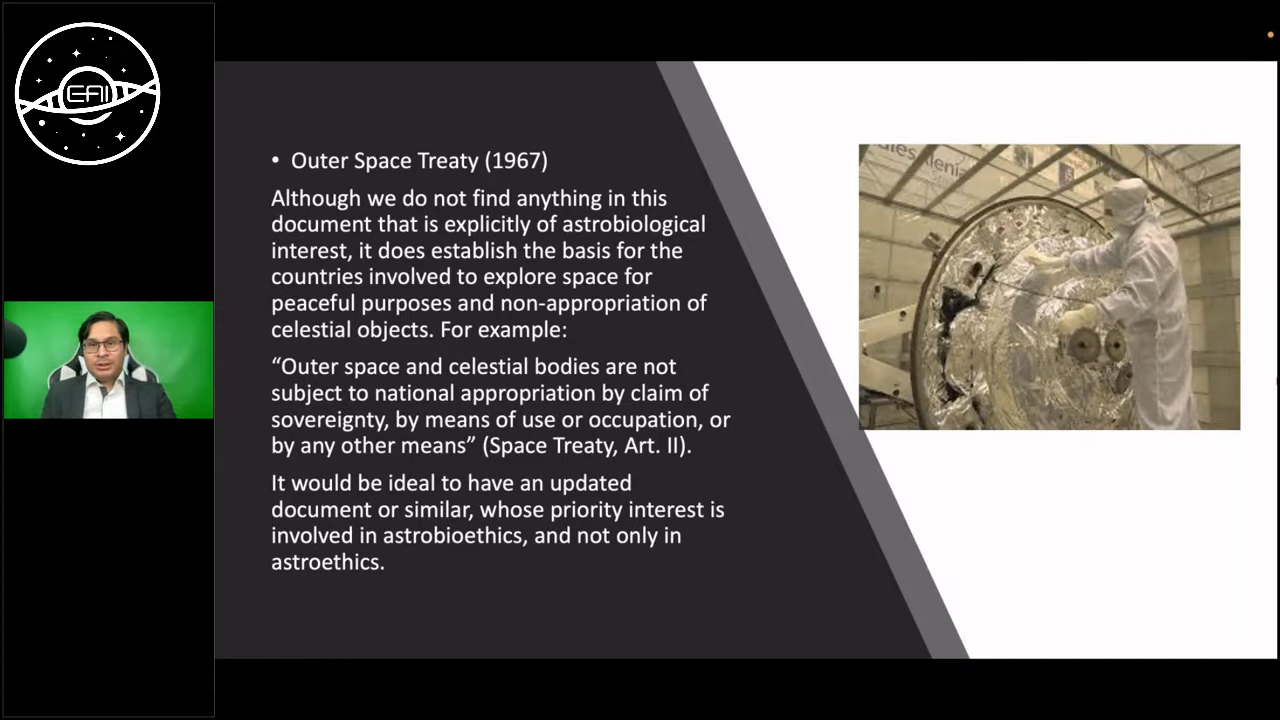 EAI
• Outer Space Treaty (1967)
Although we do not find anything in this
document that is explicitly of astrobiological
interest, it does establish the basis for the
countries involved to explore space for
peaceful purposes and non-appropriation of
celestial objects. For example:
“Outer space and celestial bodies are not
subject to national appropriation by claim of
sovereignty, by means of use or occupation, or
by any other means” (Space Treaty, Art. II).
It would be ideal to have an updated
document or similar, whose priority interest is
involved in astrobioethics, and not only in
astroethics.